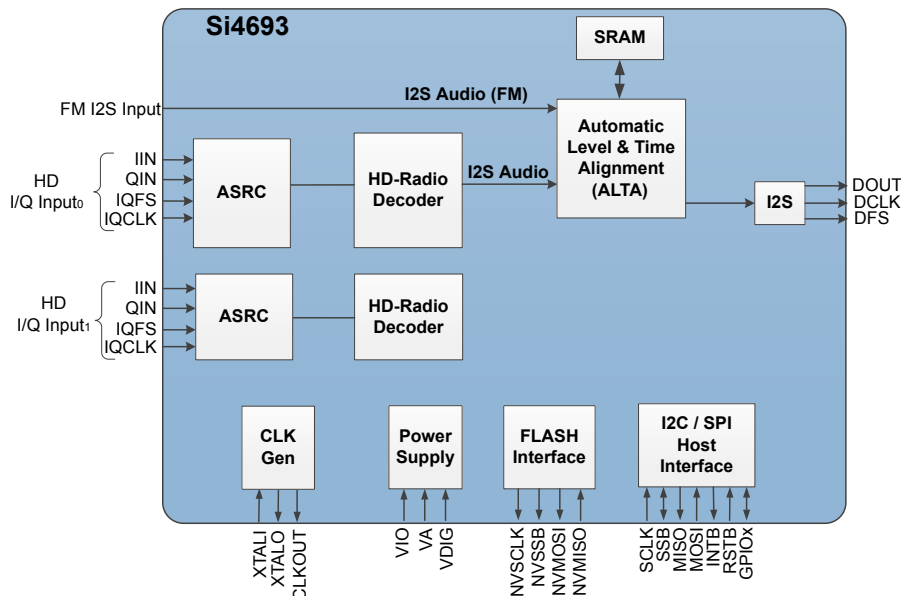 Si4693
SRAM
I2S Audio (FM)
FM I2S Input
Automatic
Level & Time
Alignment
(ALTA)
HD
I/Q Input0
IIN
QIN
IQFS
IQCLK
ASRC
HD-Radio
Decoder
I2S Audio
I2S
DOUT
DCLK
DFS
HD
I/Q Input1
IIN
QIN
IQFS
IQCLK
ASRC
HD-Radio
Decoder
CLK
Gen
Power
Supply
FLASH
Interface
I2C / SPI
Host
Interface
XTALI
XTALO
CLKOUT
VIO
VA
VDIG
NVSCLK
NVSSB
NVMOSI
NVMISO
SCLK
SSB
MISO
MOSI
INTB
RSTB
GPIOx